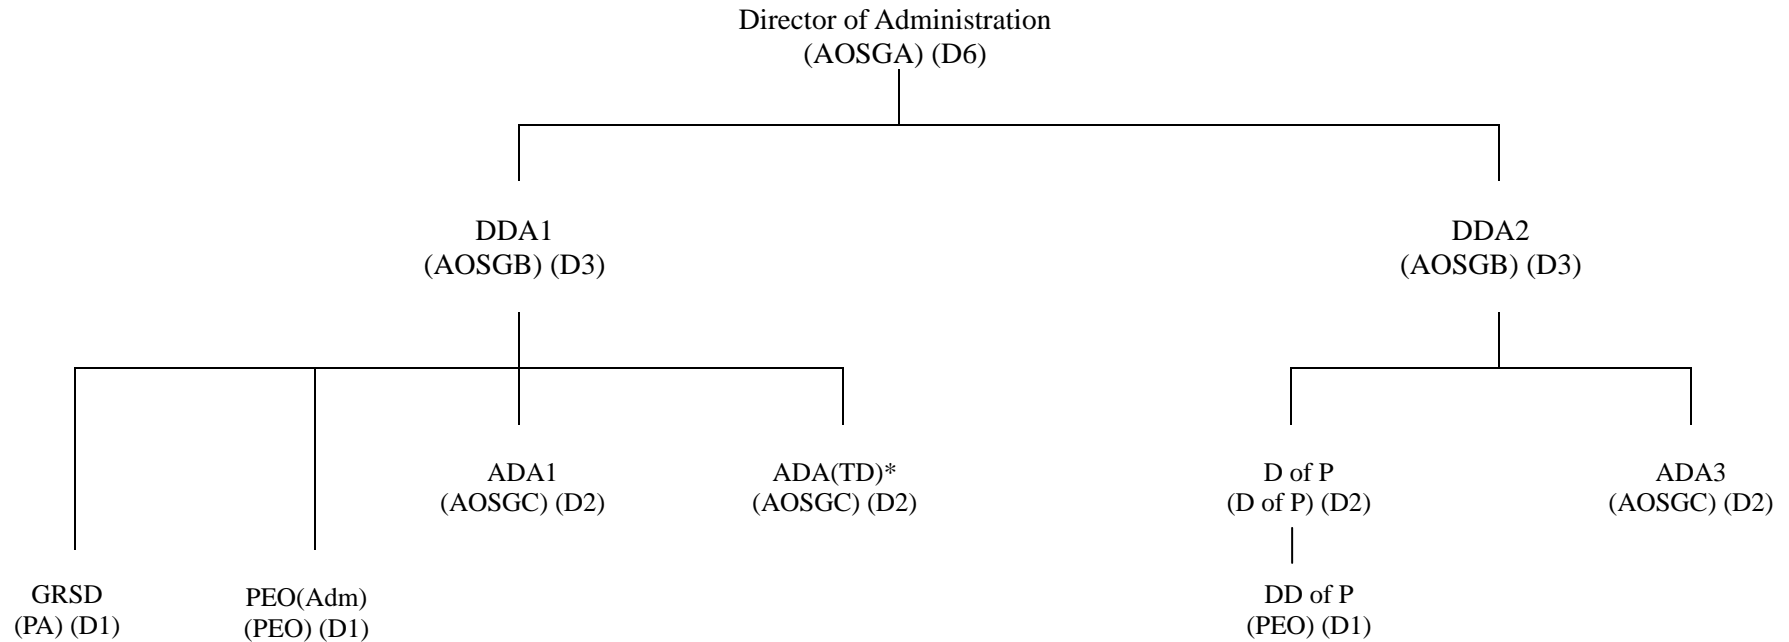 Director of Administration
(AOSGA) (D6)
DDA1
(AOSGB) (D3)
DDA2
(AOSGB) (D3)
ADA1
(AOSGC) (D2)
ADA(TD)*
(AOSGC) (D2)
D of P
(D of P) (D2)
ADA3
(AOSGC) (D2)
GRSD
(PA) (D1)
PEO(Adm)
(PEO) (D1)
DD of P
(PEO) (D1)